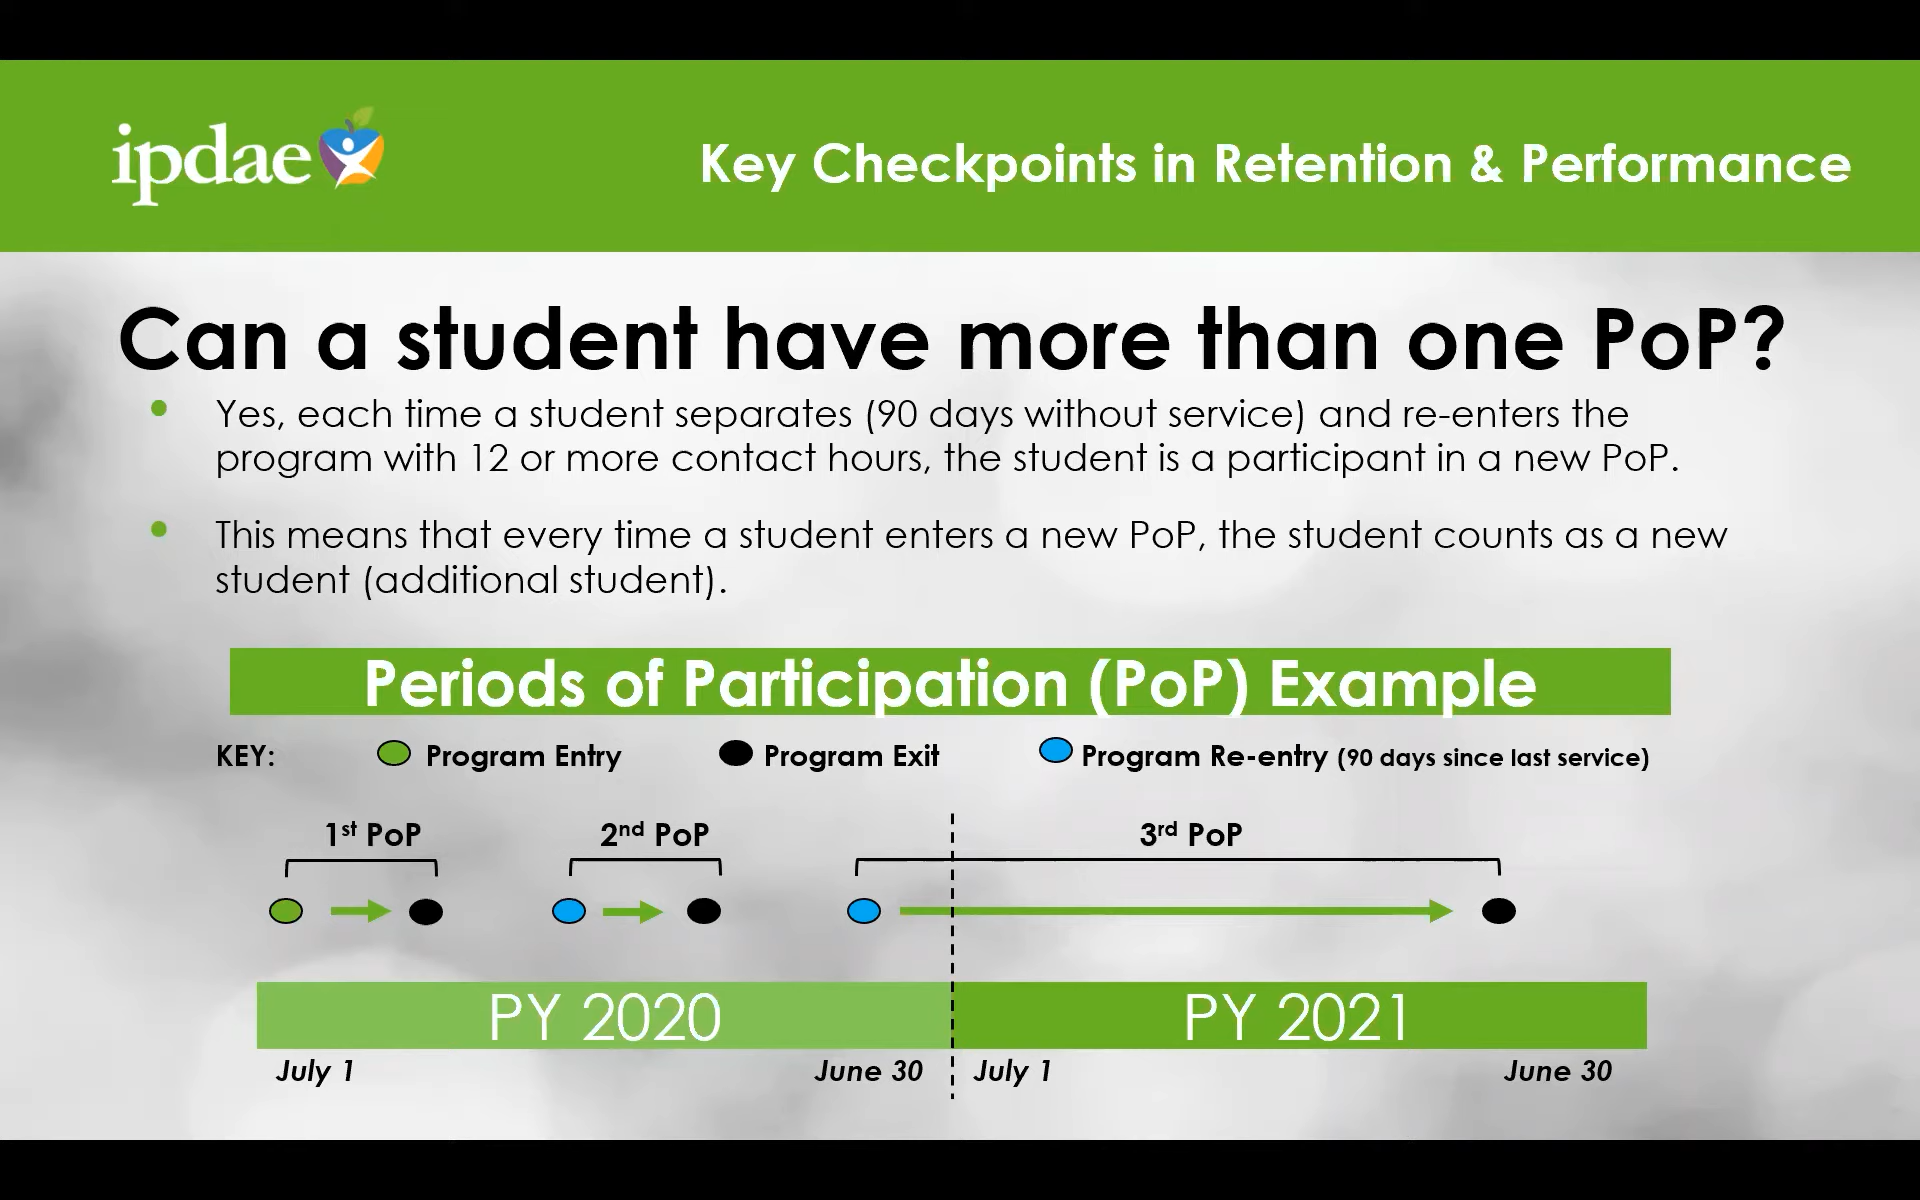 ipdae
Key Checkpoints in Retention & Performance
Can a student have more than one PoP?
Yes, each time a student separates (90 days without service) and re-enters the
program with 12 or more contact hours, the student is a participant in a new PoP.
This means that every time a student enters a new PoP, the student counts as a new
student (additional student).
Periods of Participation (PoP) Example
KEY: Program Entry Program Exit Program Re-entry (90 days since last service)
1st PoP 2nd PoP 3rd PoP
PY 2020 PY 2021
July 1 June 30 July 1 June 30